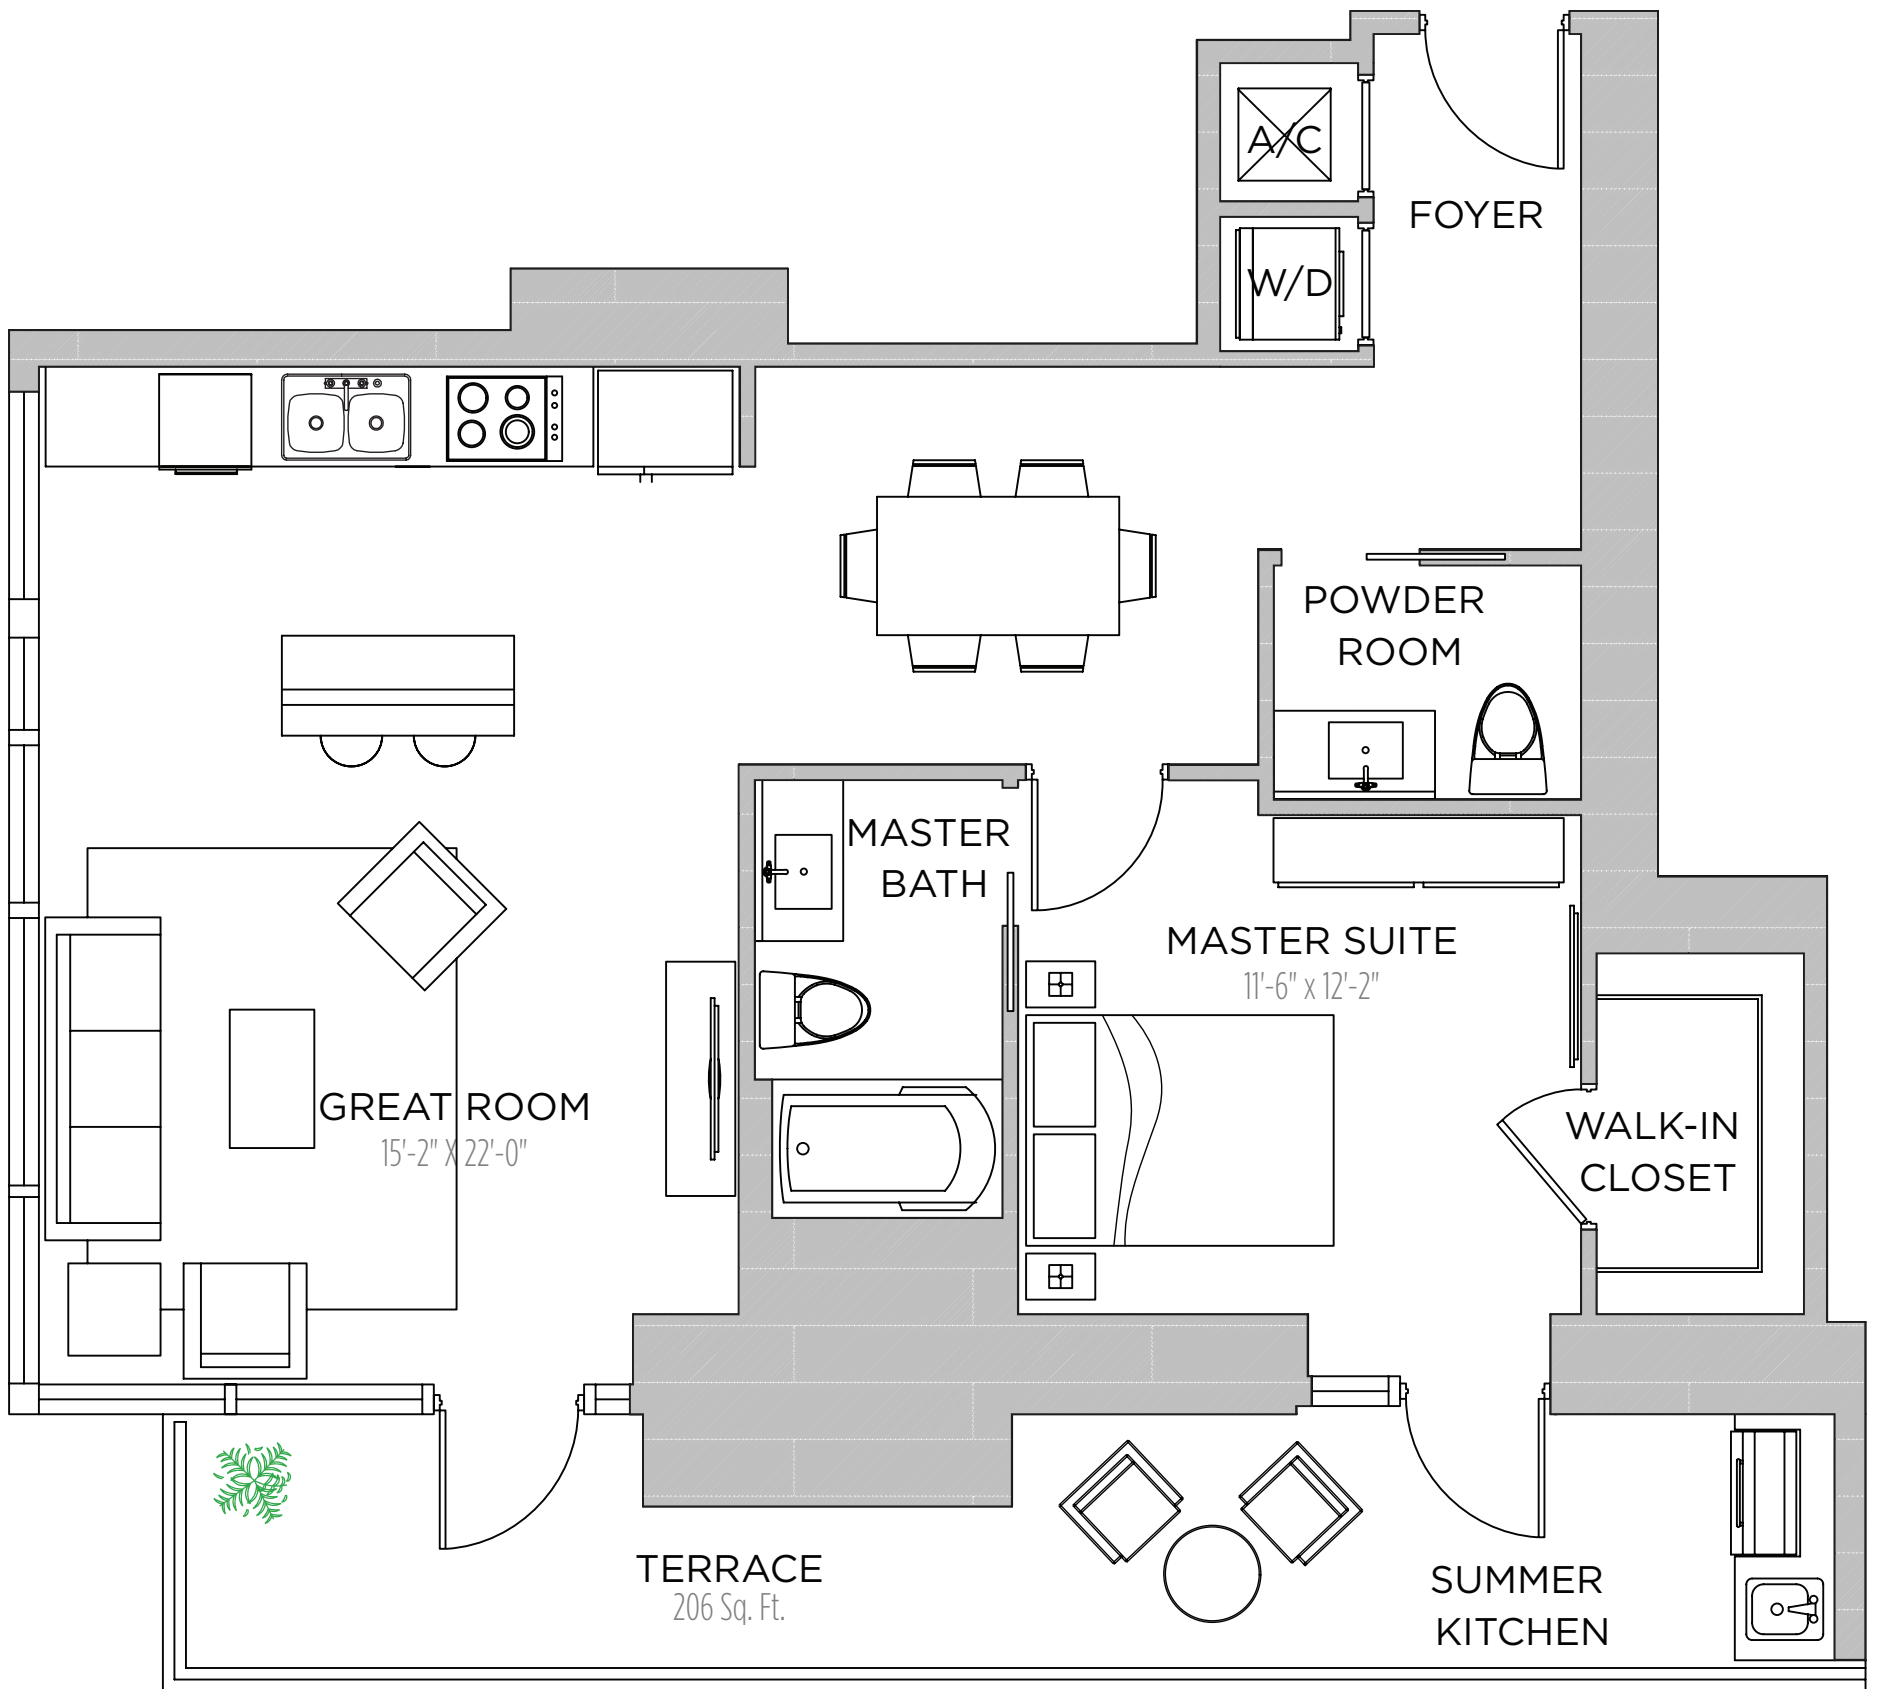 A/C
FOYER
W/D
POWDER
ROOM
MASTER
BATH
MASTER SUITE
11'-6" x 12'-2"
GREAT ROOM
15'-2" X 22'-0"
WALK-IN
CLOSET
TERRACE
206 Sq. Ft.
SUMMER
KITCHEN